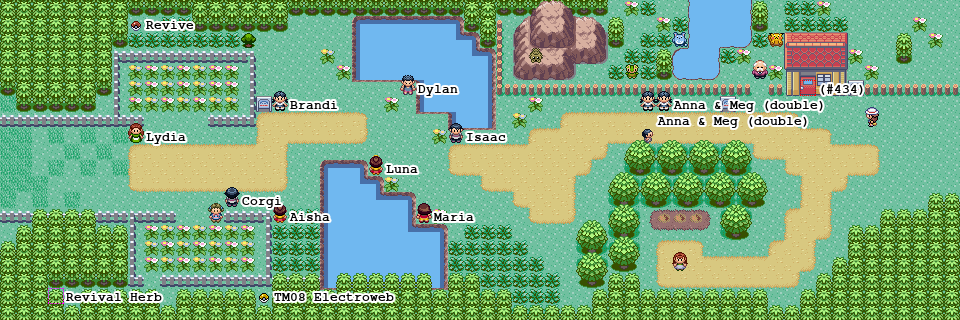 Revive
Dylan
(#434)
Brandi
Anna & Meg (double)
Anna & Meg (double)
Lydia
Isaac
Luna
Corgi
Aisha
Maria
Revival Herb
TM08 Electroweb